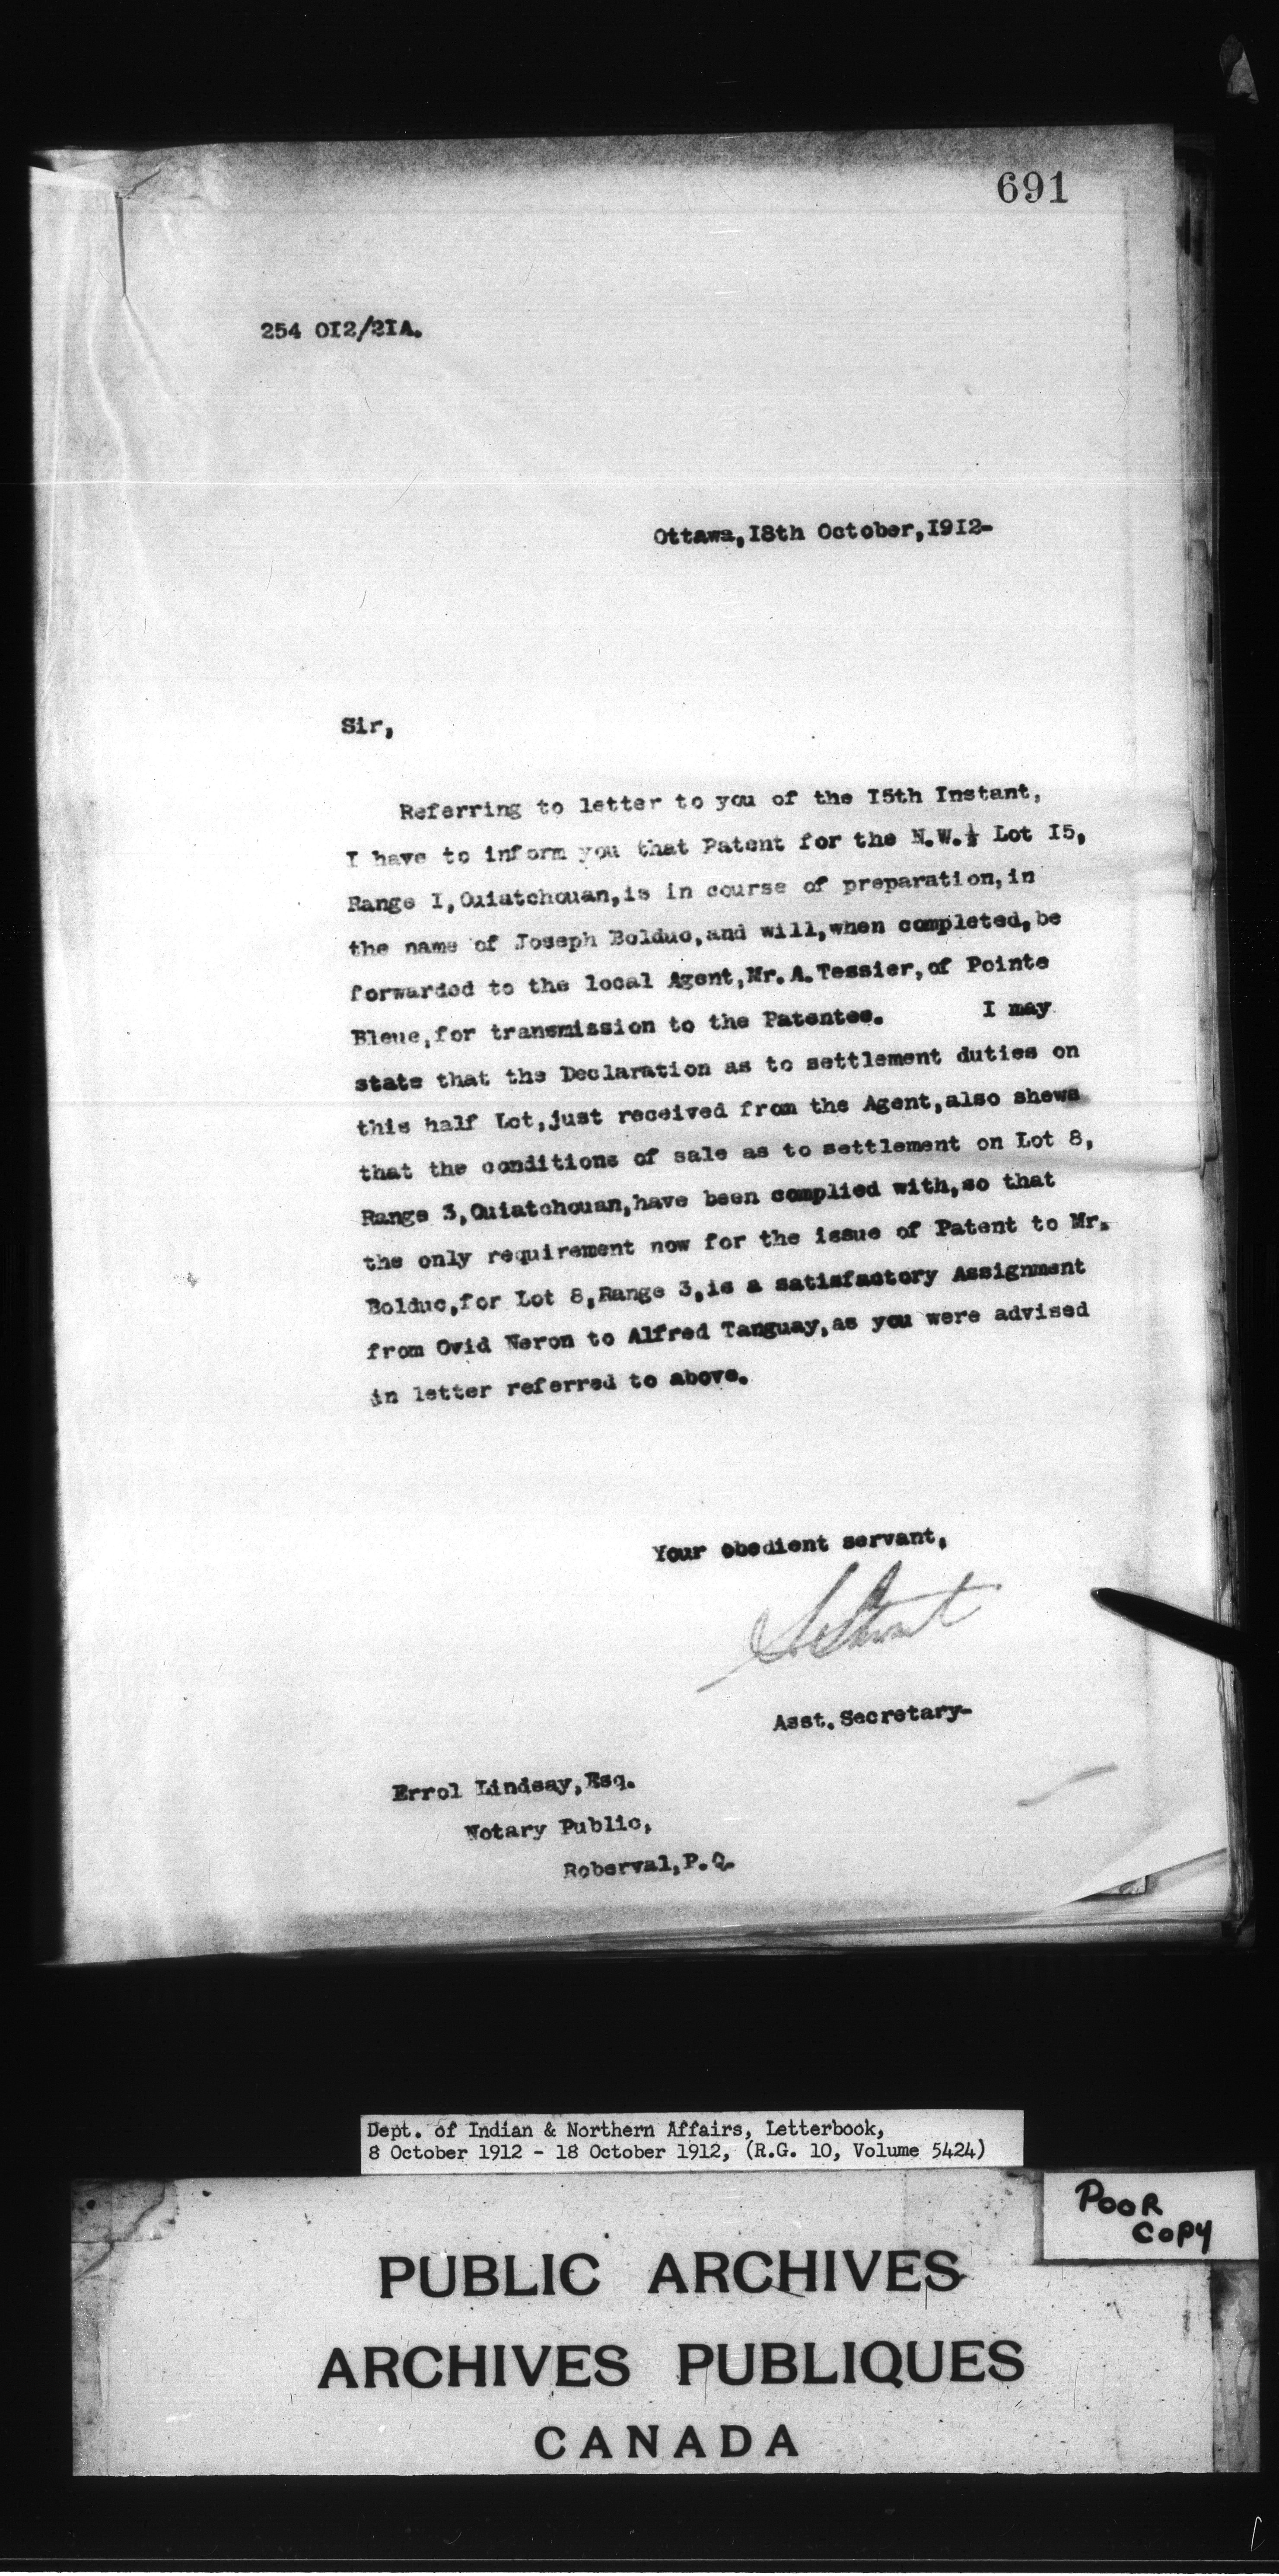 691
254 OI2/2IA.
Ottawa,I8th October,I9I2-
Sir,
Referring to letter to you of the I5th Instant,
I have to inform you that Patent for the N.W.½ Lot I5,
Range I,Ouiatchouan,is in course of preparation,in
the name of Joseph Bolduc,and will,when completed,be
forwarded to the local Agent,Mr.A.Tessier,of Pointe
Bleue,for transmission to the Patentee. I may
state that the Declaration as to settlement duties on
this half Lot,just received from the Agent,also shews
that the conditions of sale as to settlement on Lot 8,
Range 3,Ouiatchouan,have been complied with,so that
the only requirement now for the issue of Patent to Mr.
Bolduc,for Lot 8,Range 3,is a satisfactory Assignment
from Ovid Neron to Alfred Tanguay,as you were advised
in letter referred to above.
Your obedient servant,
Asst.Secretary-
Errol Lindsay,Esq.
Notary Public,
Roberval,P.Q.
Dept. of Indian & Northern Affairs, Letterbook,
8 October 1912 - 18 October 1912, (R.G. 10, Volume 5424)
POOR
COPY
PUBLIC ARCHIVES
ARCHIVES PUBLIQUES
CANADA